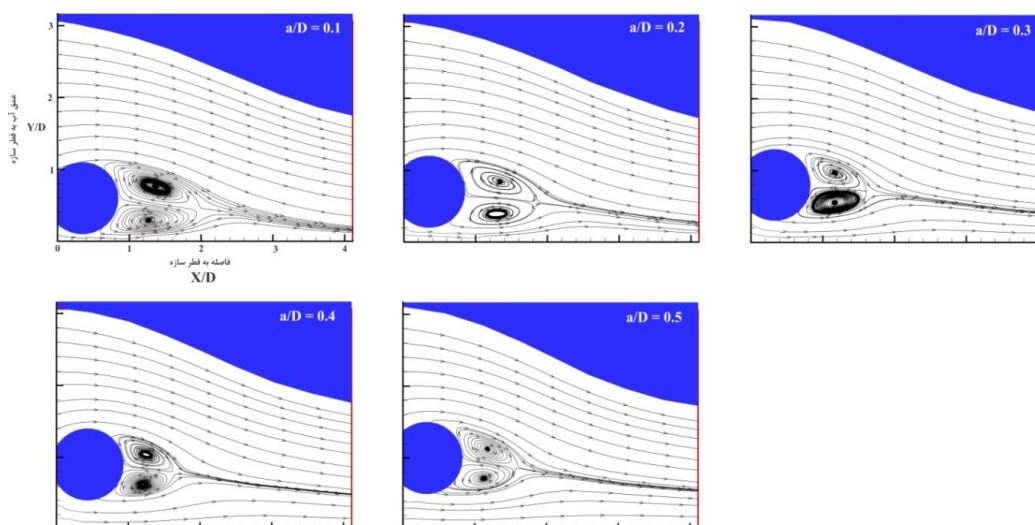 a/D = 0.1
a/D = 0.2
a/D = 0.3
3
2
1
عمق آب به قطر سازه
Y/D
0 1 2 3 4
فاصله به قطر سازه
X/D
a/D = 0.4
a/D = 0.5